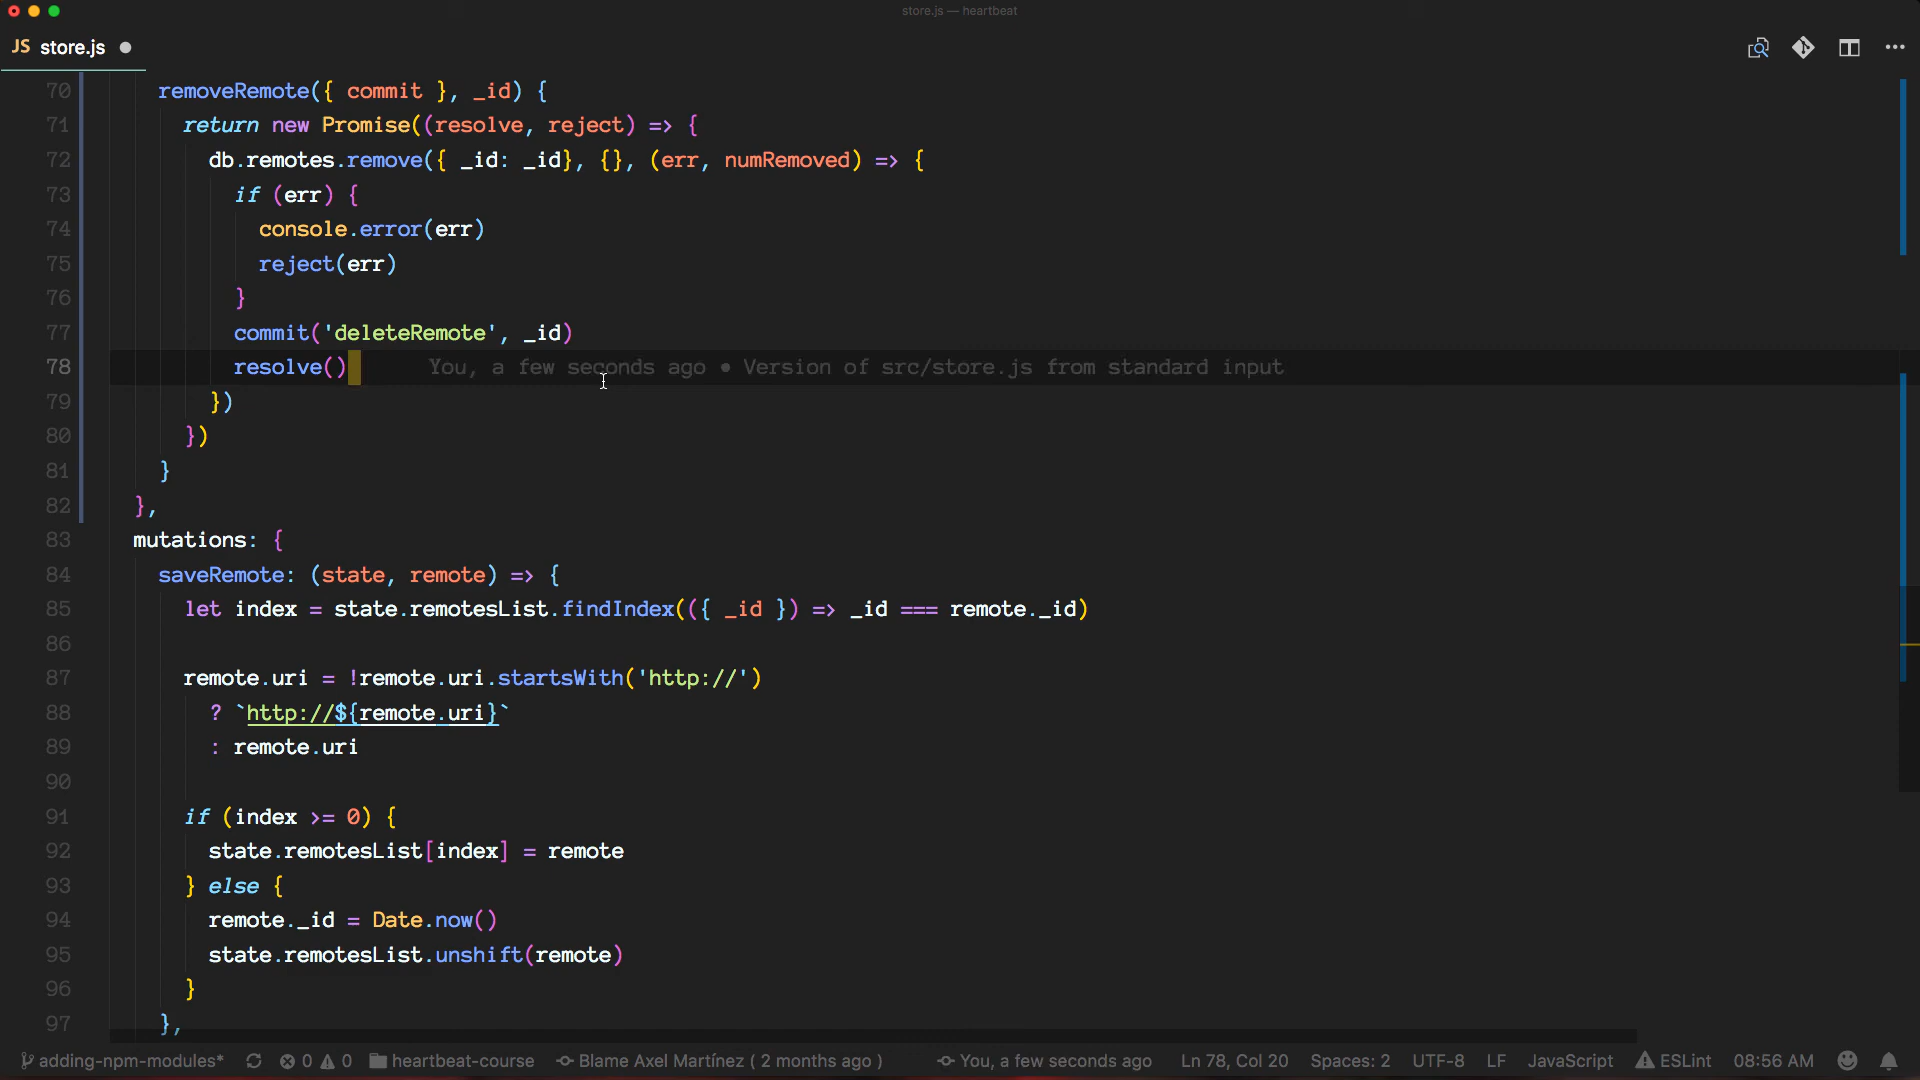 store.js — heartbeat
JS store.js
70 removeRemote({ commit }, _id) {
71 return new Promise((resolve, reject) => {
72 db.remotes.remove({ _id: _id}, {}, (err, numRemoved) => {
73 if (err) {
74 console.error(err)
75 reject(err)
76 }
77 commit('deleteRemote', _id)
78 resolve() You, a few seconds ago • Version of src/store.js from standard input
79 })
80 })
81 }
82 },
83 mutations: {
84 saveRemote: (state, remote) => {
85 let index = state.remotesList.findIndex(({ _id }) => _id === remote._id)
86
87 remote.uri = !remote.uri.startsWith('http://')
88 ? `http://${remote.uri}`
89 : remote.uri
90
91 if (index >= 0) {
92 state.remotesList[index] = remote
93 } else {
94 remote._id = Date.now()
95 state.remotesList.unshift(remote)
96 }
97 },
adding-npm-modules* 0 0 heartbeat-course Blame Axel Martínez ( 2 months ago ) You, a few seconds ago Ln 78, Col 20 Spaces: 2 UTF-8 LF JavaScript ESLint 08:56 AM